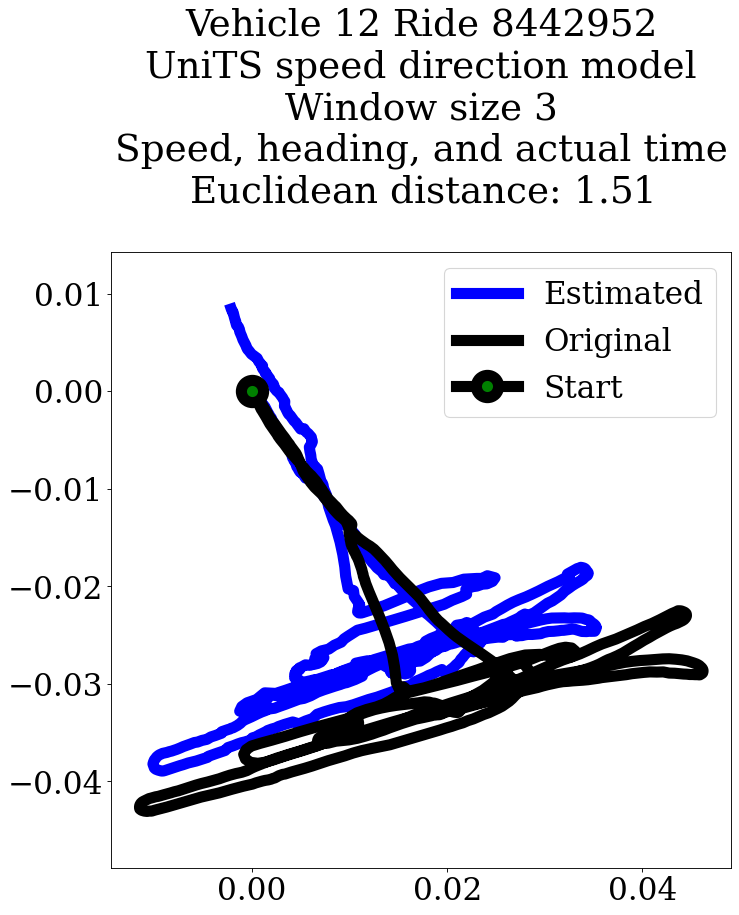 Vehicle 12 Ride 8442952
UniTS speed direction model
Window size 3
Speed, heading, and actual time
Euclidean distance: 1.51
Estimated
Original
Start
0.01
0.00
−0.01
−0.02
−0.03
−0.04
0.00 0.02 0.04